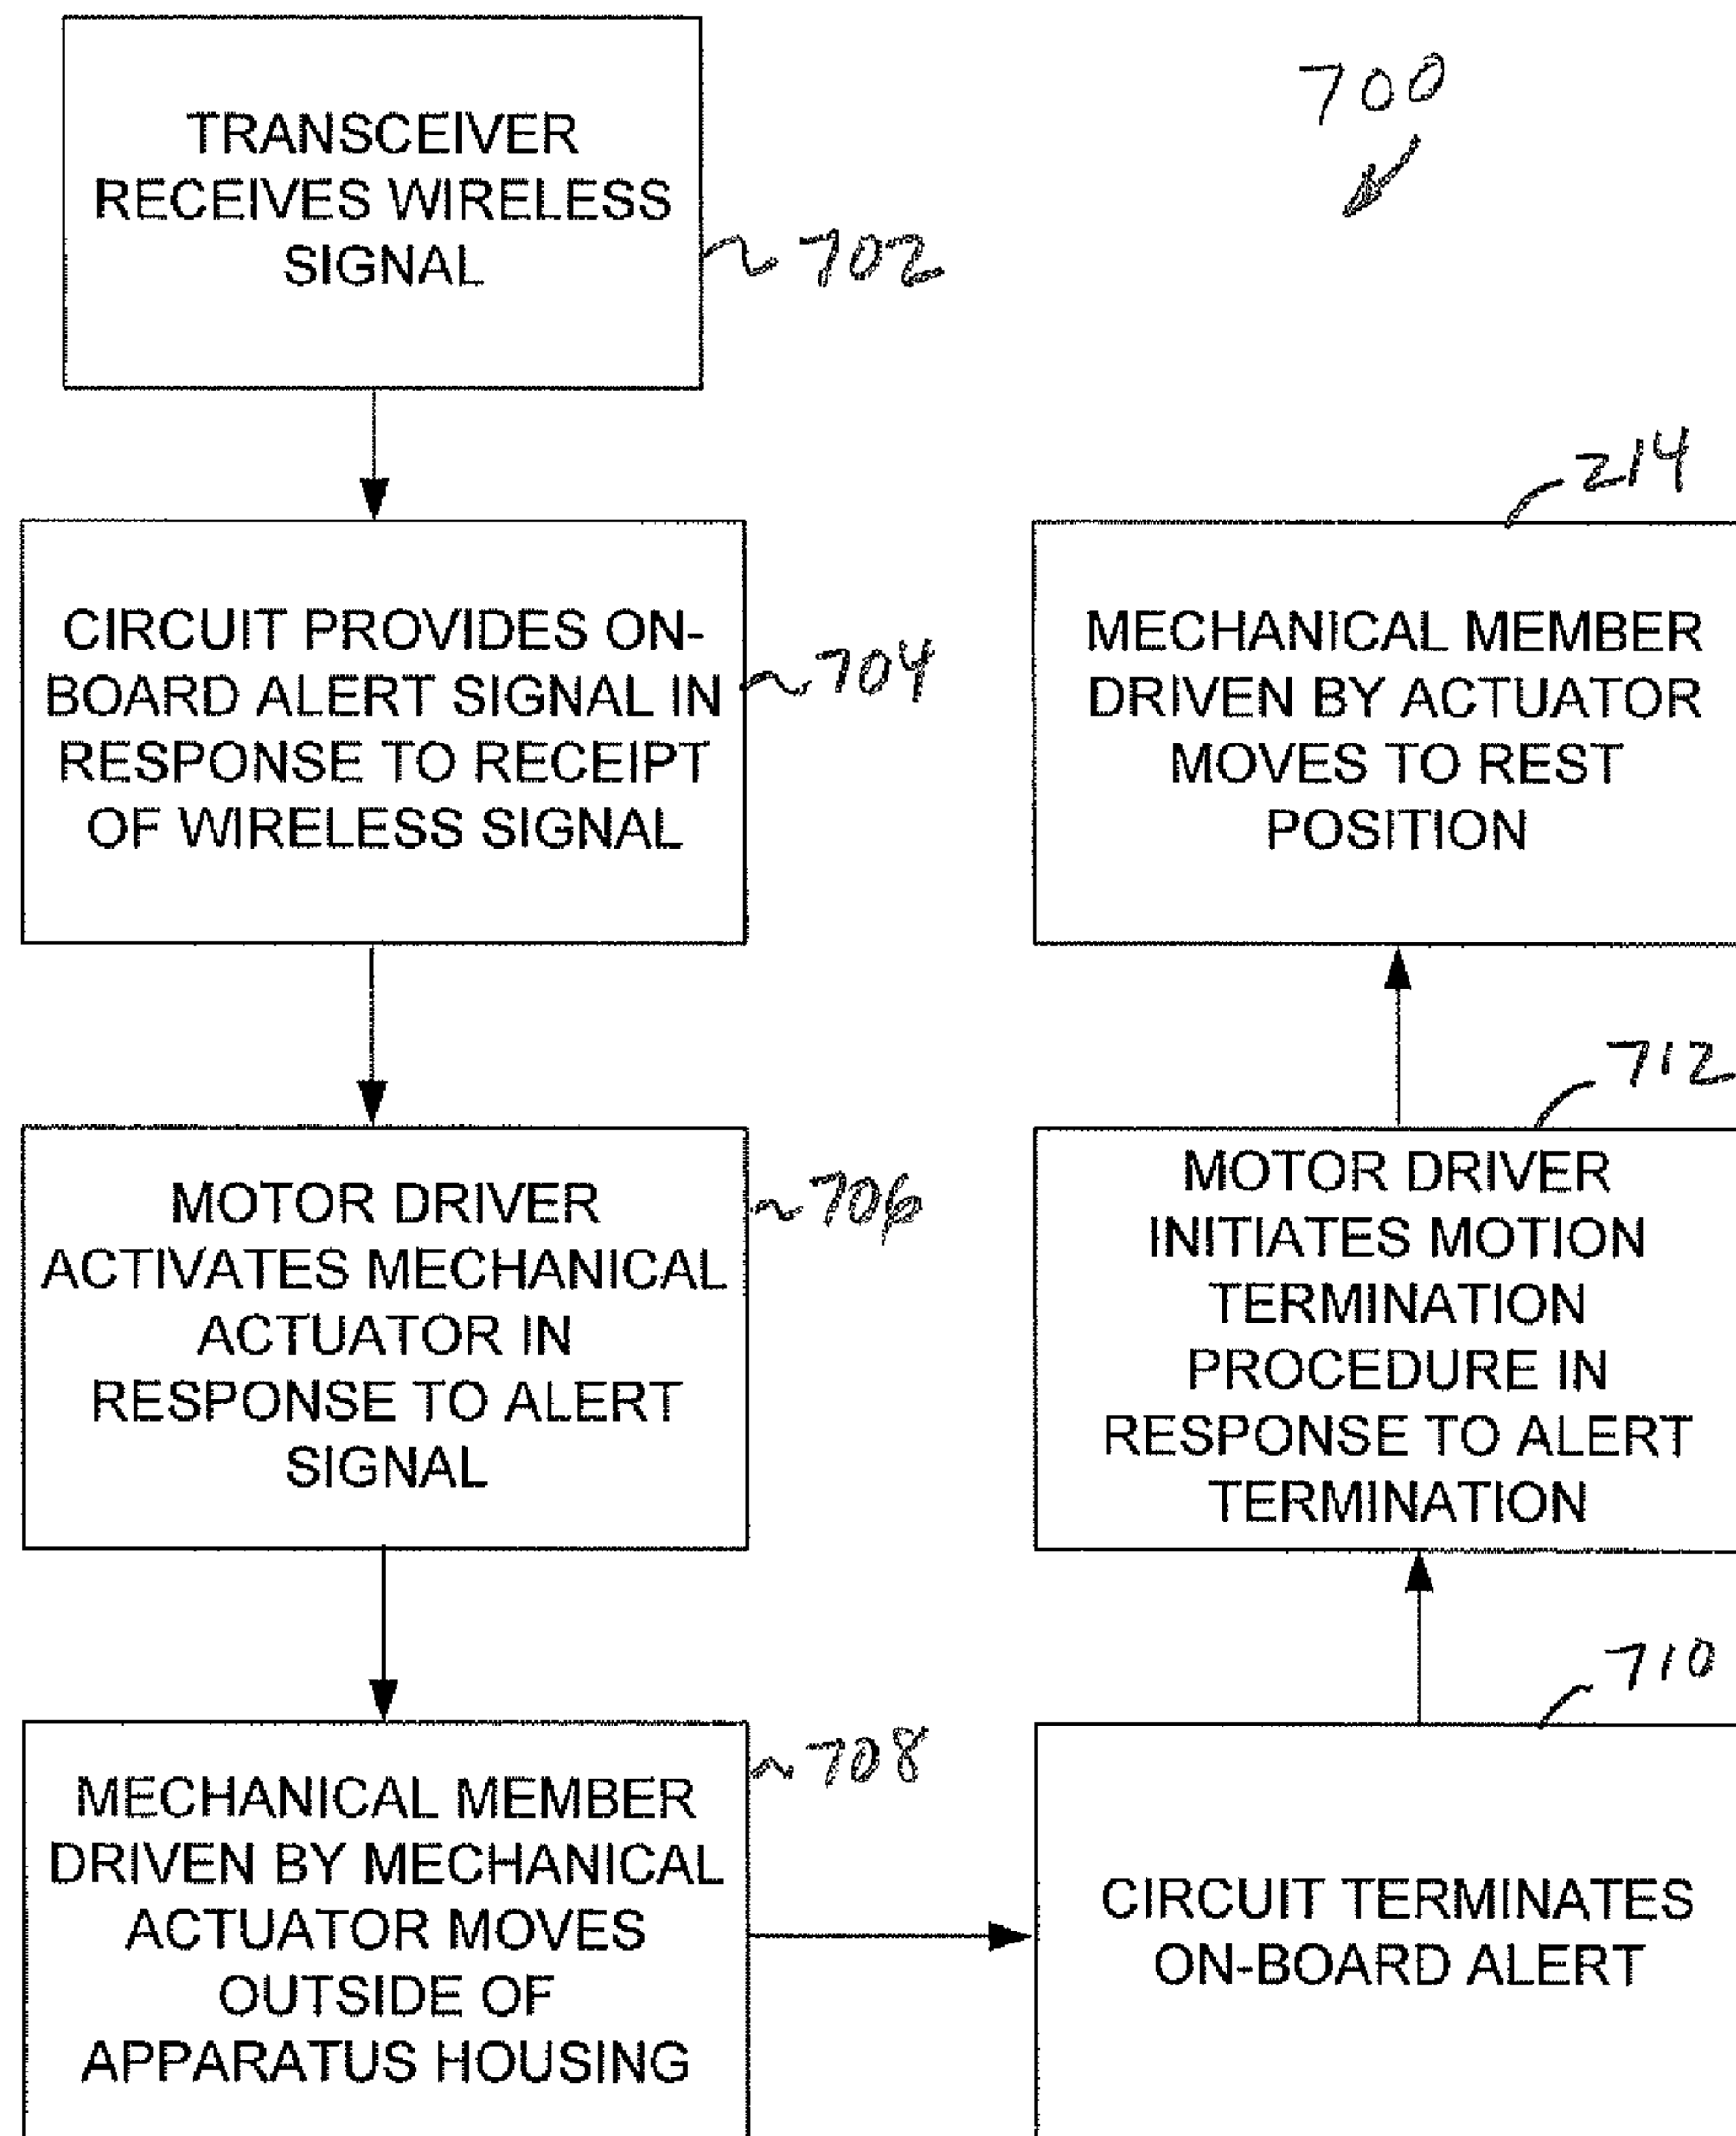 700
TRANSCEIVER
RECEIVES WIRELESS
SIGNAL
702
CIRCUIT PROVIDES ON-
BOARD ALERT SIGNAL IN
RESPONSE TO RECEIPT
OF WIRELESS SIGNAL
704
MOTOR DRIVER
ACTIVATES MECHANICAL
ACTUATOR IN
RESPONSE TO ALERT
SIGNAL
706
MECHANICAL MEMBER
DRIVEN BY MECHANICAL
ACTUATOR MOVES
OUTSIDE OF
APPARATUS HOUSING
708
710
CIRCUIT TERMINATES
ON-BOARD ALERT
712
MOTOR DRIVER
INITIATES MOTION
TERMINATION
PROCEDURE IN
RESPONSE TO ALERT
TERMINATION
214
MECHANICAL MEMBER
DRIVEN BY ACTUATOR
MOVES TO REST
POSITION